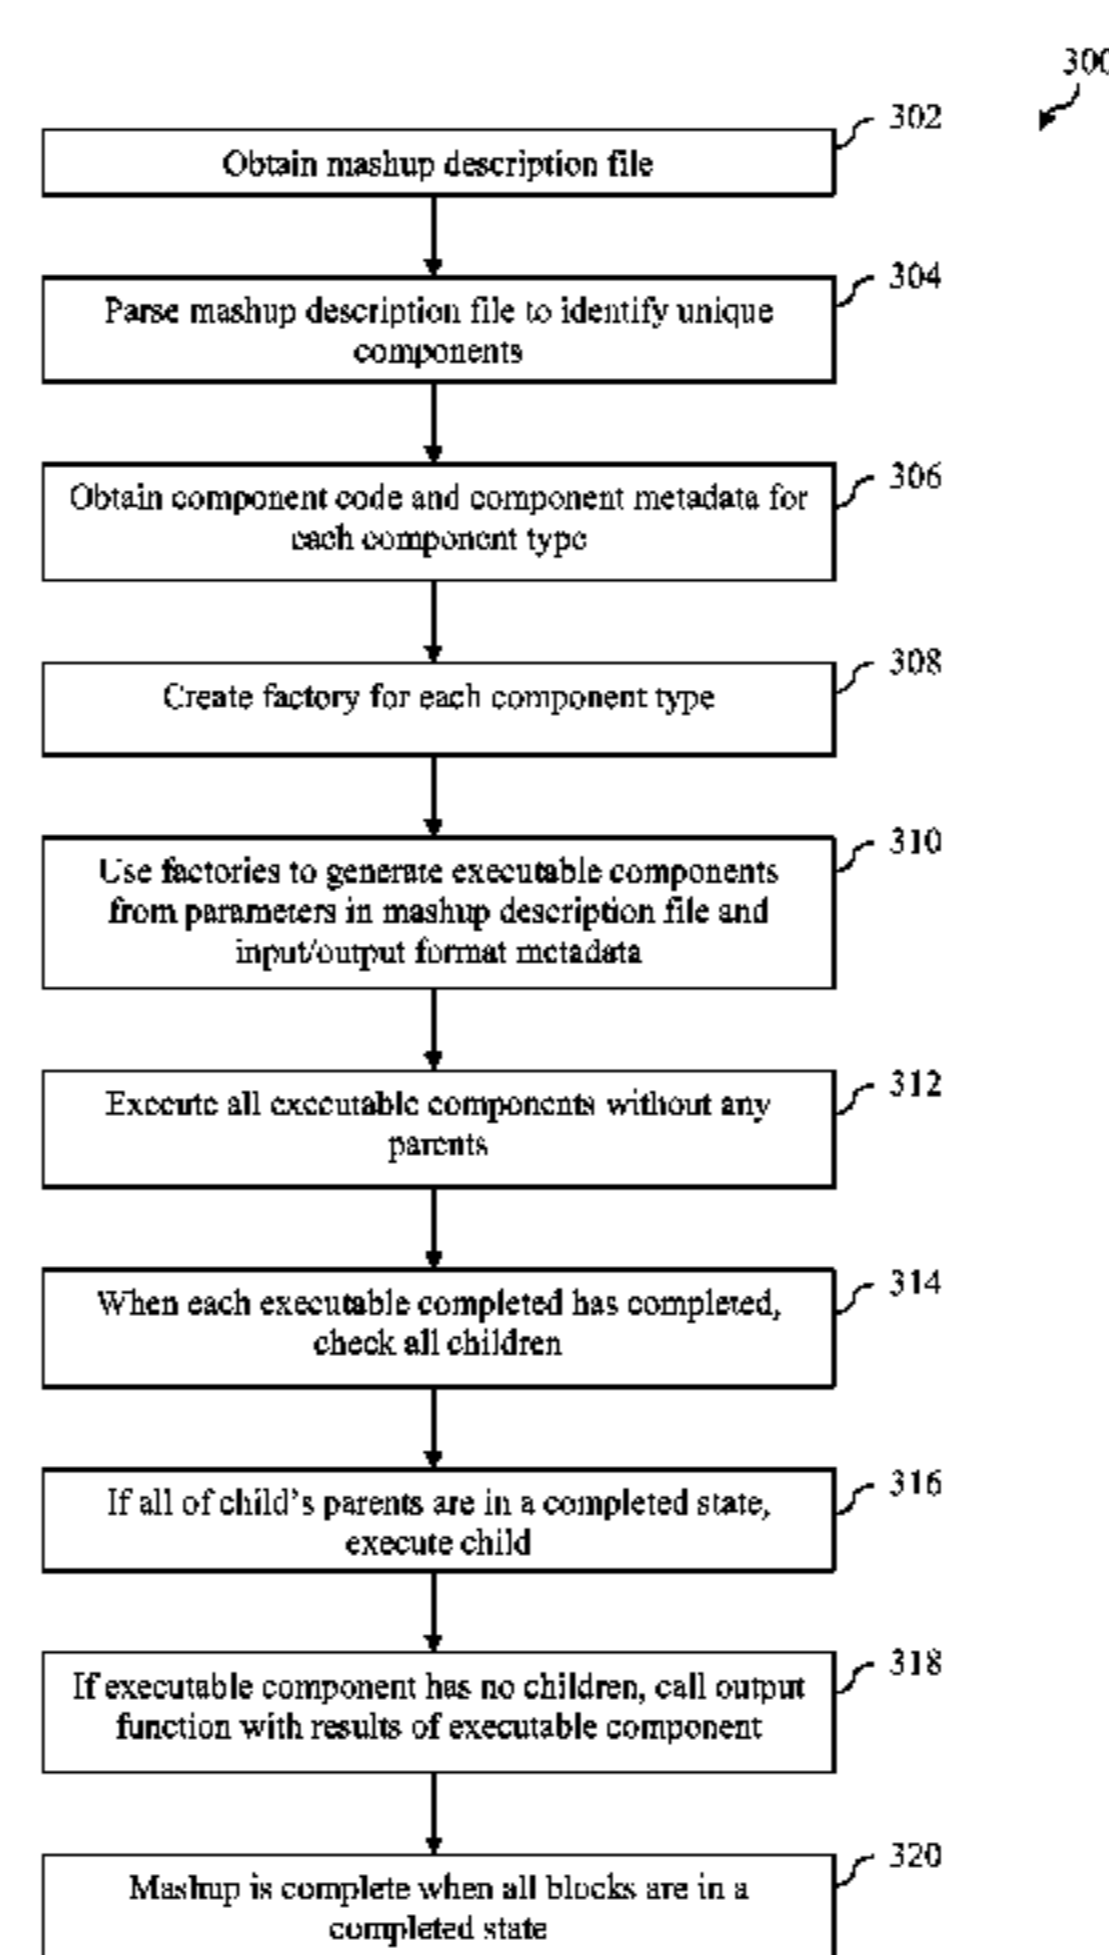 300
302
Obtain mashup description file
304
Parse mashup description file to identify unique
components
306
Obtain component code and component metadata for
each component type
308
Create factory for each component type
310
Use factories to generate executable components
from parameters in mashup description file and
input/output format metadata
312
Execute all executable components without any
parents
314
When each executable completed has completed,
check all children
316
If all of child's parents are in a completed state,
execute child
318
If executable component has no children, call output
function with results of executable component
320
Mashup is complete when all blocks are in a
completed state